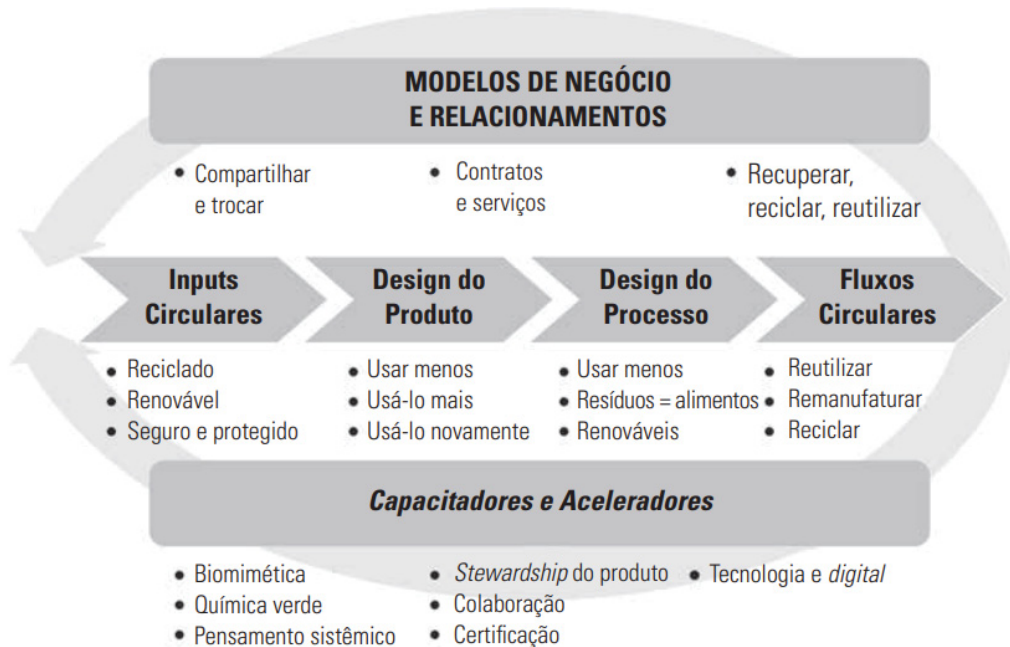 MODELOS DE NEGÓCIO
E RELACIONAMENTOS
• Compartilhar
e trocar
• Contratos
e serviços
• Recuperar,
reciclar, reutilizar
Inputs
Circulares
Design do
Produto
Design do
Processo
Fluxos
Circulares
• Reciclado
• Renovável
• Seguro e protegido
• Usar menos
• Usá-lo mais
• Usá-lo novamente
• Usar menos
• Resíduos = alimentos
• Renováveis
• Reutilizar
• Remanufaturar
• Reciclar
Capacitadores e Aceleradores
• Biomimética
• Química verde
• Pensamento sistêmico
• Stewardship do produto
• Colaboração
• Certificação
• Tecnologia e digital